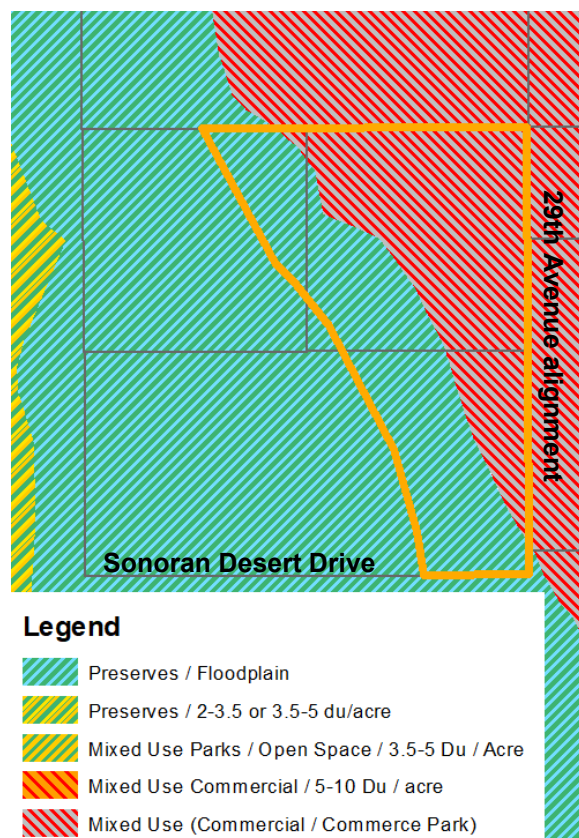 29th Avenue alignment
Sonoran Desert Drive
Legend
Preserves / Floodplain
Preserves / 2-3.5 or 3.5-5 du/acre
Mixed Use Parks / Open Space / 3.5-5 Du / Acre
Mixed Use Commercial / 5-10 Du / acre
Mixed Use (Commercial / Commerce Park)